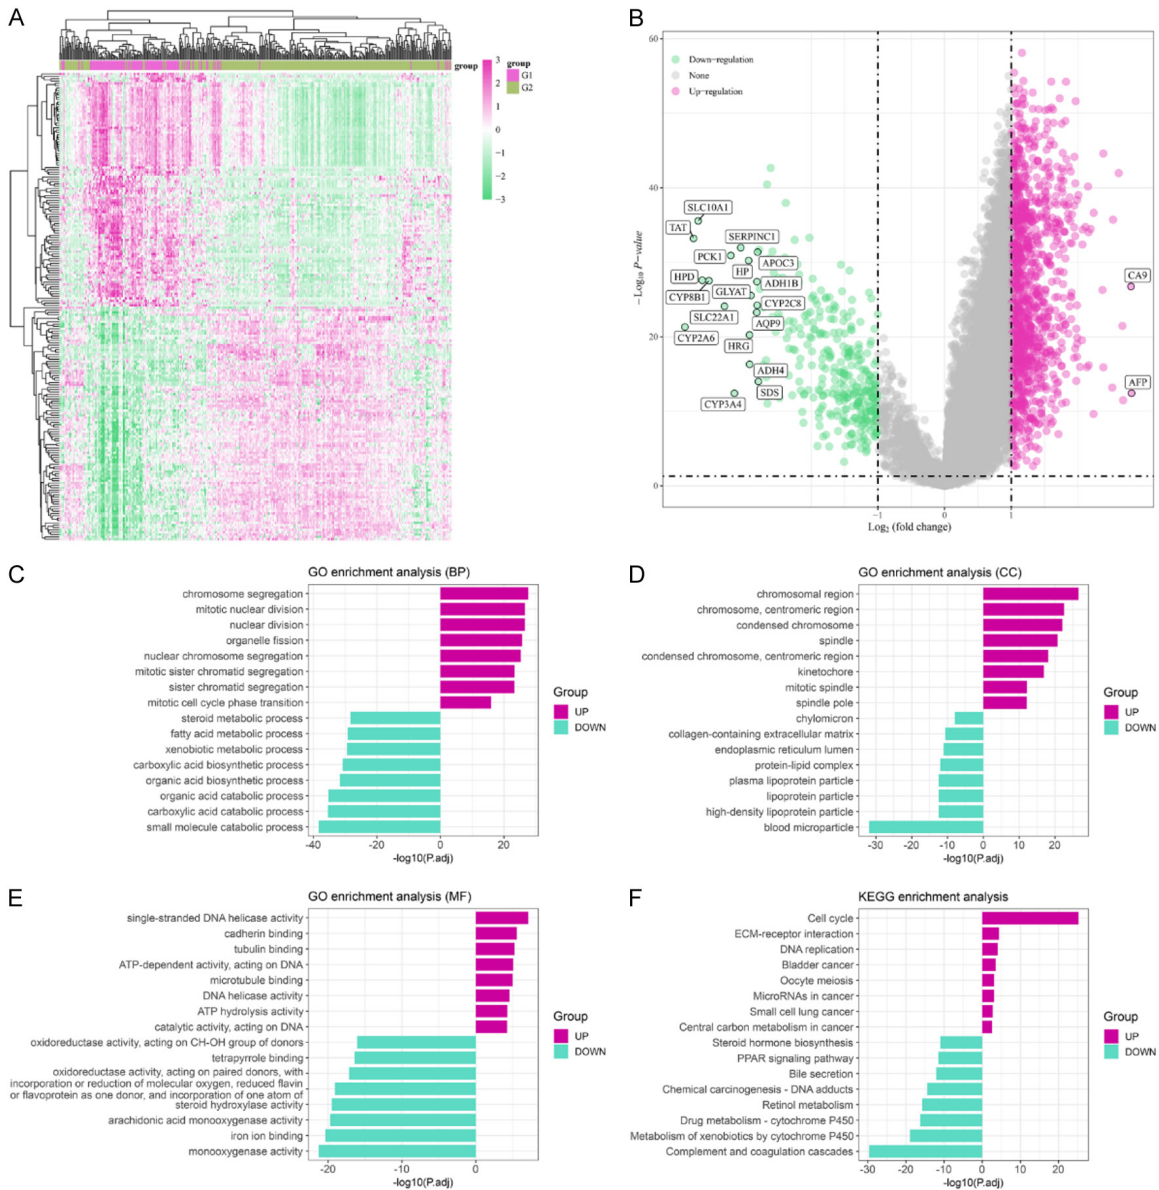 A
group
group
G1
G2
3
2
1
0
−1
−2
−3
B
60
40
20
0
− Log10 P−value
Down−regulation
None
Up−regulation
SLC10A1
TAT
SERPINC1
PCK1
APOC3
HP
HPD
ADH1B
GLYAT
CYP8B1
CYP2C8
SLC22A1
AQP9
CYP2A6
HRG
ADH4
SDS
CYP3A4
CA9
AFP
−1
0
1
Log2 (fold change)
C
GO enrichment analysis (BP)
chromosome segregation
mitotic nuclear division
nuclear division
organelle fission
nuclear chromosome segregation
mitotic sister chromatid segregation
sister chromatid segregation
mitotic cell cycle phase transition
steroid metabolic process
fatty acid metabolic process
xenobiotic metabolic process
carboxylic acid biosynthetic process
organic acid biosynthetic process
organic acid catabolic process
carboxylic acid catabolic process
small molecule catabolic process
-40 -20 0 20
-log10(P.adj)
Group
UP
DOWN
D
GO enrichment analysis (CC)
chromosomal region
chromosome, centromeric region
condensed chromosome
spindle
condensed chromosome, centromeric region
kinetochore
mitotic spindle
spindle pole
chylomicron
collagen-containing extracellular matrix
endoplasmic reticulum lumen
protein-lipid complex
plasma lipoprotein particle
lipoprotein particle
high-density lipoprotein particle
blood microparticle
-30 -20 -10 0 10 20
-log10(P.adj)
Group
UP
DOWN
E
GO enrichment analysis (MF)
single-stranded DNA helicase activity
cadherin binding
tubulin binding
ATP-dependent activity, acting on DNA
microtubule binding
DNA helicase activity
ATP hydrolysis activity
catalytic activity, acting on DNA
oxidoreductase activity, acting on CH-OH group of donors
tetrapyrrole binding
oxidoreductase activity, acting on paired donors, with
incorporation or reduction of molecular oxygen, reduced flavin
or flavoprotein as one donor, and incorporation of one atom of
steroid hydroxylase activity
arachidonic acid monooxygenase activity
iron ion binding
monooxygenase activity
-20 -10 0
-log10(P.adj)
Group
UP
DOWN
F
KEGG enrichment analysis
Cell cycle
ECM-receptor interaction
DNA replication
Bladder cancer
Oocyte meiosis
MicroRNAs in cancer
Small cell lung cancer
Central carbon metabolism in cancer
Steroid hormone biosynthesis
PPAR signaling pathway
Bile secretion
Chemical carcinogenesis - DNA adducts
Retinol metabolism
Drug metabolism - cytochrome P450
Metabolism of xenobiotics by cytochrome P450
Complement and coagulation cascades
-30 -20 -10 0 10 20
-log10(P.adj)
Group
UP
DOWN